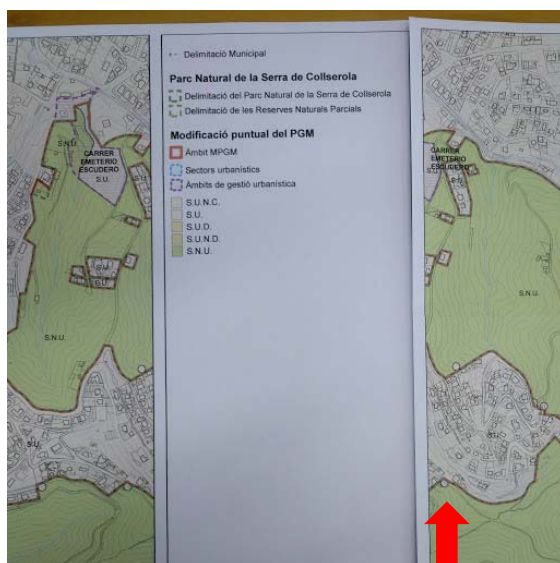 S.N.U.
CARRER
EMETERIO
ESCUDERO
S.U.
S.U.
S.U.
S.U.
S.N.U.
S.U.
Delimitació Municipal
Parc Natural de la Serra de Collserola
Delimitació del Parc Natural de la Serra de Collserola
Delimitació de les Reserves Naturals Parcials
Modificació puntual del PGM
Àmbit MPGM
Sectors urbanístics
Àmbits de gestió urbanística
S.U.N.C.
S.U.
S.U.D.
S.U.N.D.
S.N.U.
CARRER
EMETERIO
ESCUDERO
S.U.
S.U.
S.N.U.
S.U.